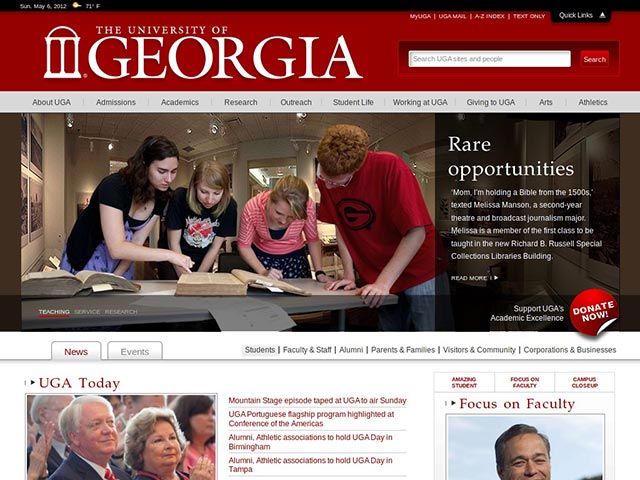 Sun. May 6, 2012 71° F
MyUGA | UGA MAIL | A-Z INDEX | TEXT ONLY
Quick Links
THE UNIVERSITY OF
GEORGIA
Search UGA sites and people
Search
About UGA
Admissions
Academics
Research
Outreach
Student Life
Working at UGA
Giving to UGA
Arts
Athletics
Rare
opportunities
'Mom, I'm holding a Bible from the 1500s,'
texted Melissa Manson, a second-year
theatre and broadcast journalism major.
Melissa is a member of the first class to be
taught in the new Richard B. Russell Special
Collections Libraries Building.
READ MORE
TEACHING SERVICE RESEARCH
Support UGA's
Academic Excellence
DONATE
NOW!
News
Events
Students | Faculty & Staff | Alumni | Parents & Families | Visitors & Community | Corporations & Businesses
UGA Today
Mountain Stage episode taped at UGA to air Sunday
UGA Portuguese flagship program highlighted at
Conference of the Americas
Alumni, Athletic associations to hold UGA Day in
Birmingham
Alumni, Athletic associations to hold UGA Day in
Tampa
AMAZING
STUDENT
FOCUS ON
FACULTY
CAMPUS
CLOSEUP
Focus on Faculty